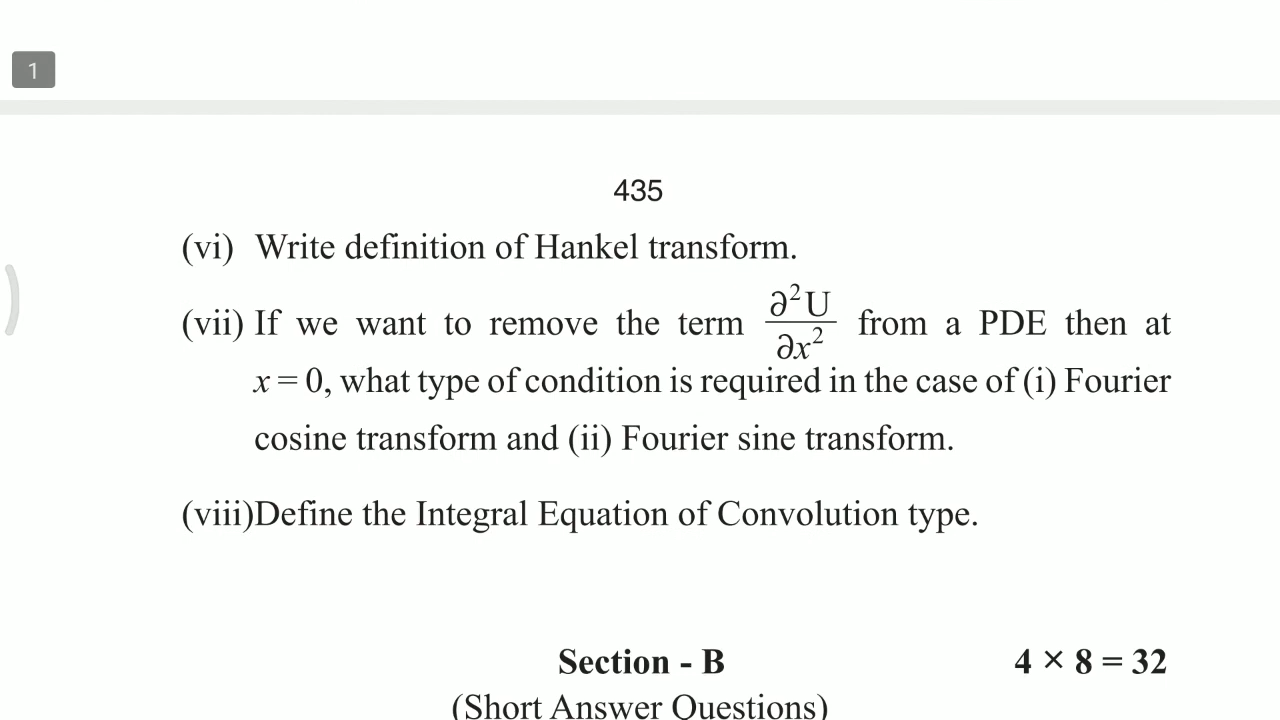 1
435
(vi) Write definition of Hankel transform.
(vii) If we want to remove the term ∂²U/∂x² from a PDE then at
x = 0, what type of condition is required in the case of (i) Fourier
cosine transform and (ii) Fourier sine transform.
(viii)Define the Integral Equation of Convolution type.
Section - B 4 × 8 = 32
(Short Answer Questions)